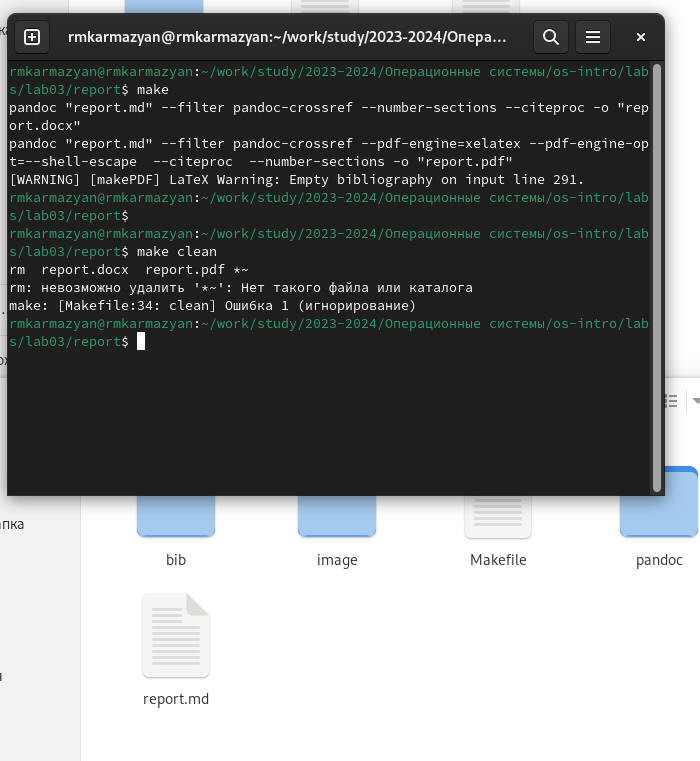 rmkarmazyan@rmkarmazyan:~/work/study/2023-2024/Опера...
rmkarmazyan@rmkarmazyan:~/work/study/2023-2024/Операционные системы/os-intro/lab
s/lab03/report$ make
pandoc "report.md" --filter pandoc-crossref --number-sections --citeproc -o "rep
ort.docx"
pandoc "report.md" --filter pandoc-crossref --pdf-engine=xelatex --pdf-engine-op
t=--shell-escape  --citeproc  --number-sections -o "report.pdf"
[WARNING] [makePDF] LaTeX Warning: Empty bibliography on input line 291.
rmkarmazyan@rmkarmazyan:~/work/study/2023-2024/Операционные системы/os-intro/lab
s/lab03/report$
rmkarmazyan@rmkarmazyan:~/work/study/2023-2024/Операционные системы/os-intro/lab
s/lab03/report$ make clean
rm  report.docx  report.pdf *~
rm: невозможно удалить '*~': Нет такого файла или каталога
make: [Makefile:34: clean] Ошибка 1 (игнорирование)
rmkarmazyan@rmkarmazyan:~/work/study/2023-2024/Операционные системы/os-intro/lab
s/lab03/report$
bib
image
Makefile
pandoc
report.md